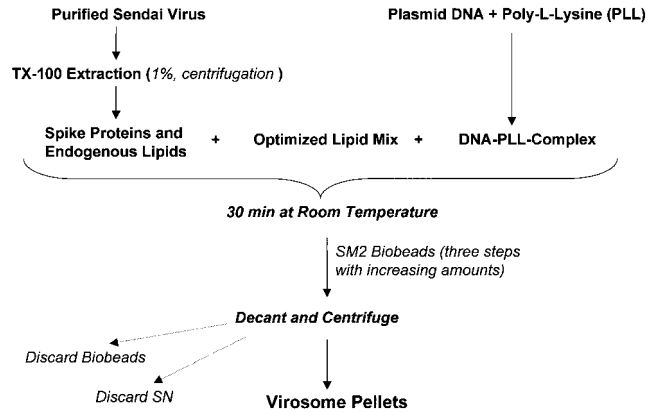 Purified Sendai Virus
Plasmid DNA + Poly-L-Lysine (PLL)
TX-100 Extraction (1%, centrifugation )
Spike Proteins and
Endogenous Lipids
+
Optimized Lipid Mix
+
DNA-PLL-Complex
30 min at Room Temperature
SM2 Biobeads (three steps
with increasing amounts)
Decant and Centrifuge
Discard Biobeads
Discard SN
Virosome Pellets